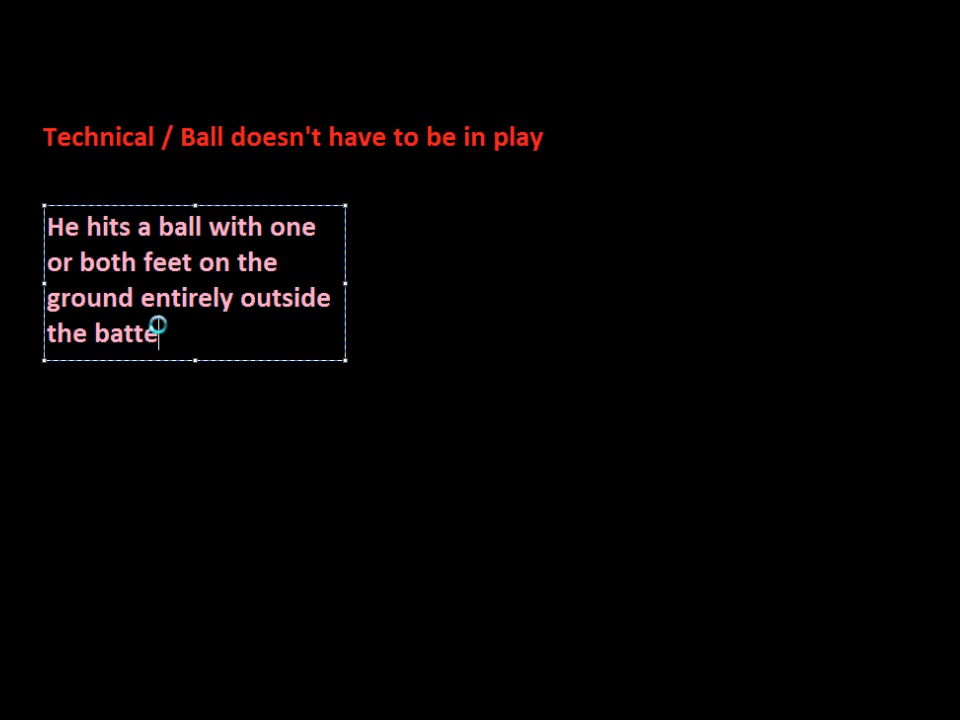 Technical / Ball doesn't have to be in play
He hits a ball with one
or both feet on the
ground entirely outside
the batte